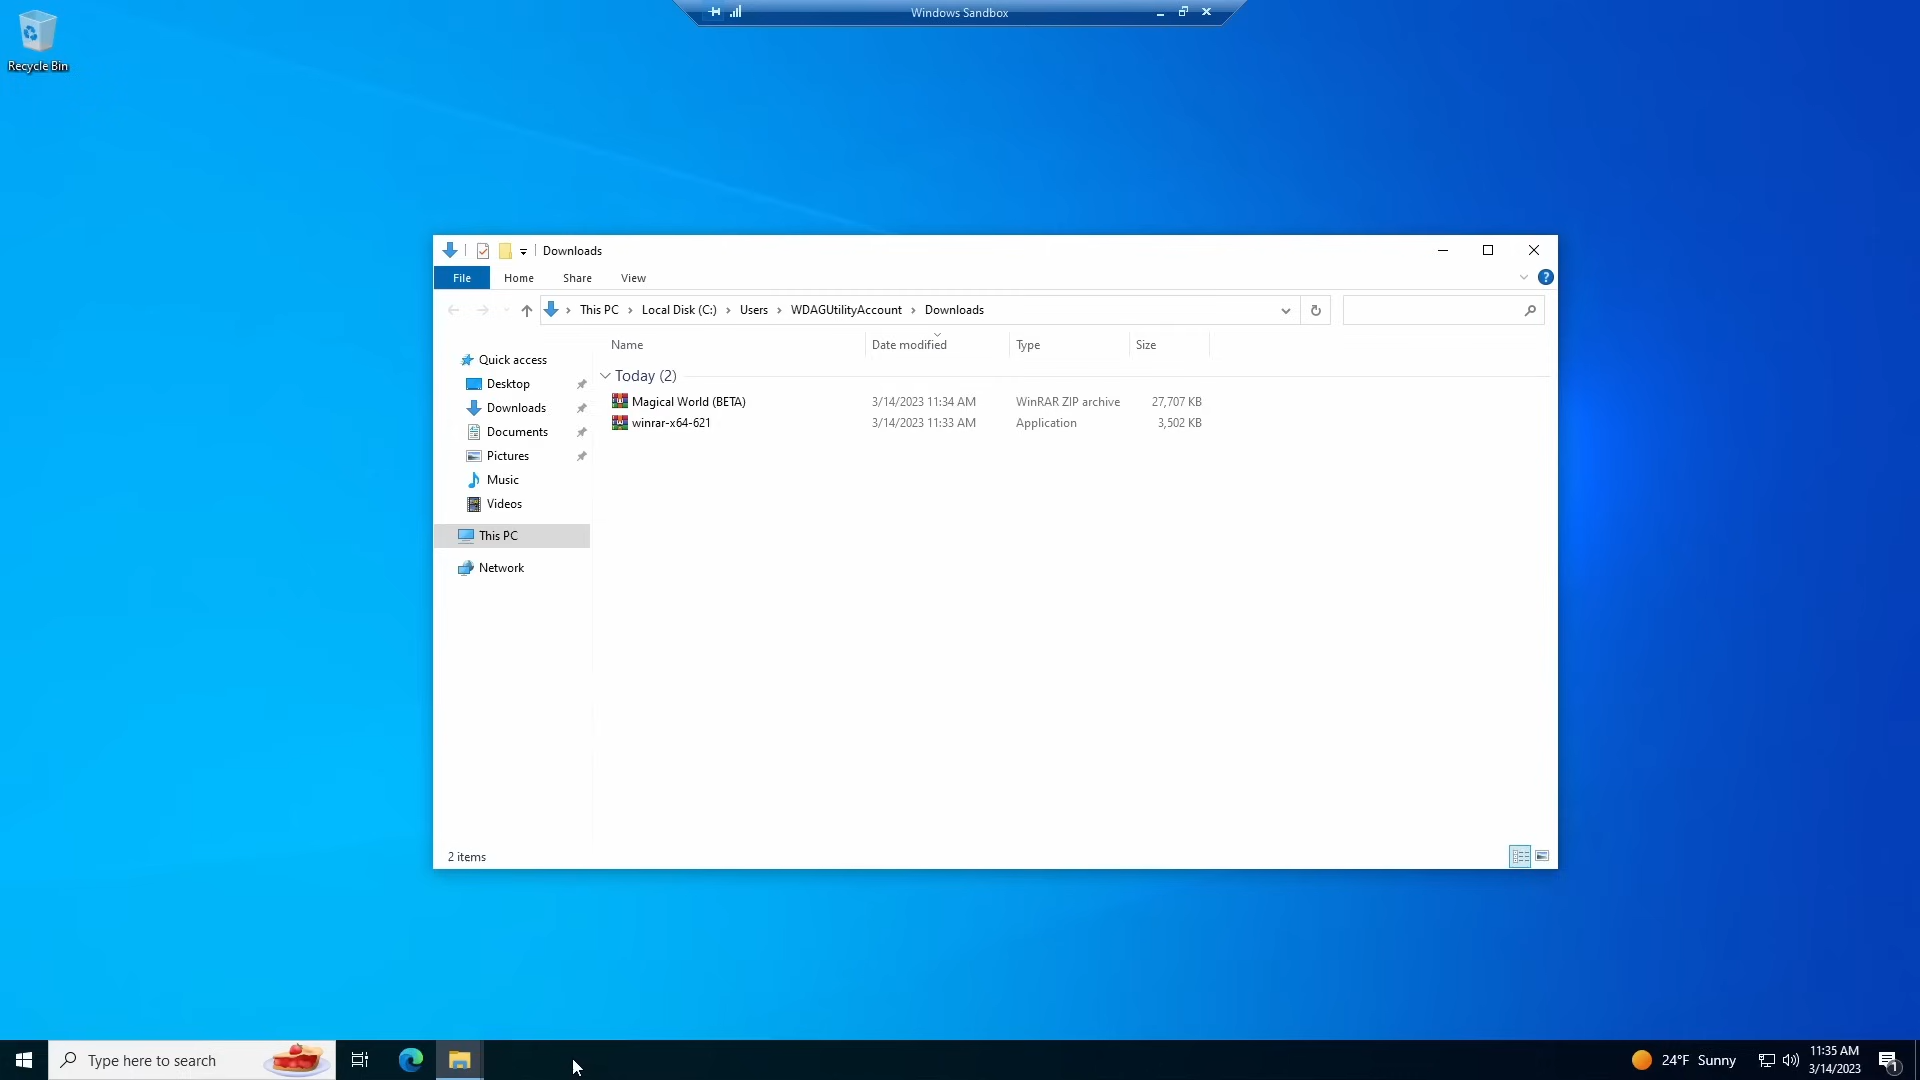 Windows Sandbox
Recycle Bin
Downloads
File Home Share View
This PC Local Disk (C:) Users WDAGUtilityAccount Downloads
Name Date modified Type Size
Quick access
Desktop
Downloads
Documents
Pictures
Music
Videos
This PC
Network
Today (2)
Magical World (BETA) 3/14/2023 11:34 AM WinRAR ZIP archive 27,707 KB
winrar-x64-621 3/14/2023 11:33 AM Application 3,502 KB
2 items
Type here to search
24°F Sunny
11:35 AM
3/14/2023
1